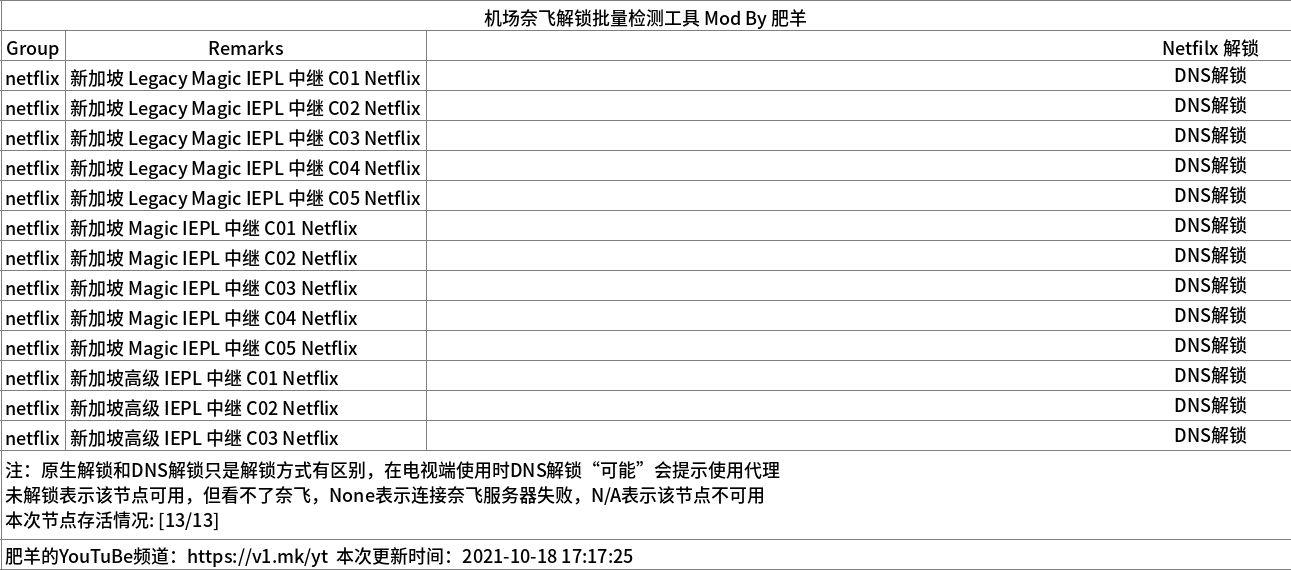 机场奈飞解锁批量检测工具 Mod By 肥羊
Group Remarks Netfilx 解锁
netflix 新加坡 Legacy Magic IEPL 中继 C01 Netflix DNS解锁
netflix 新加坡 Legacy Magic IEPL 中继 C02 Netflix DNS解锁
netflix 新加坡 Legacy Magic IEPL 中继 C03 Netflix DNS解锁
netflix 新加坡 Legacy Magic IEPL 中继 C04 Netflix DNS解锁
netflix 新加坡 Legacy Magic IEPL 中继 C05 Netflix DNS解锁
netflix 新加坡 Magic IEPL 中继 C01 Netflix DNS解锁
netflix 新加坡 Magic IEPL 中继 C02 Netflix DNS解锁
netflix 新加坡 Magic IEPL 中继 C03 Netflix DNS解锁
netflix 新加坡 Magic IEPL 中继 C04 Netflix DNS解锁
netflix 新加坡 Magic IEPL 中继 C05 Netflix DNS解锁
netflix 新加坡高级 IEPL 中继 C01 Netflix DNS解锁
netflix 新加坡高级 IEPL 中继 C02 Netflix DNS解锁
netflix 新加坡高级 IEPL 中继 C03 Netflix DNS解锁
注：原生解锁和DNS解锁只是解锁方式有区别，在电视端使用时DNS解锁“可能”会提示使用代理
未解锁表示该节点可用，但看不了奈飞，None表示连接奈飞服务器失败，N/A表示该节点不可用
本次节点存活情况: [13/13]
肥羊的YouTuBe频道：https://v1.mk/yt 本次更新时间：2021-10-18 17:17:25